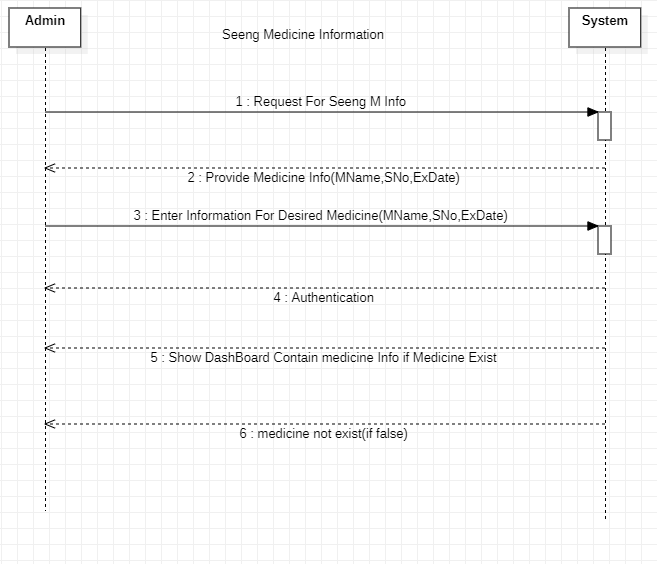 Admin
System
Seeng Medicine Information
1 : Request For Seeng M Info
2 : Provide Medicine Info(MName,SNo,ExDate)
3 : Enter Information For Desired Medicine(MName,SNo,ExDate)
4 : Authentication
5 : Show DashBoard Contain medicine Info if Medicine Exist
6 : medicine not exist(if false)